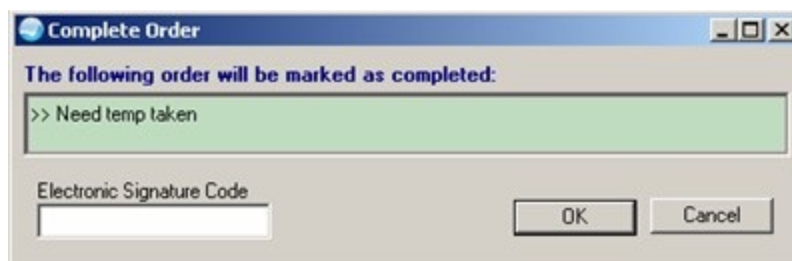 Complete Order
The following order will be marked as completed:
>> Need temp taken
Electronic Signature Code
OK
Cancel